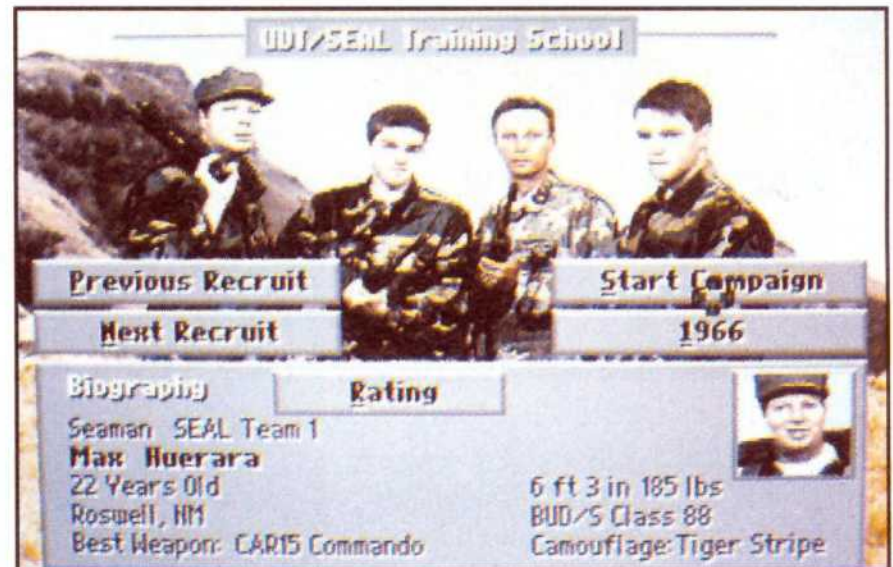 UDT/SEAL Training School
Previous Recruit
Start Campaign
Next Recruit
1966
Biography
Rating
Seaman SEAL Team 1
Max Huerara
22 Years Old
6 ft 3 in 185 lbs
Roswell, NM
BUD/S Class 88
Best Weapon: CAR15 Commando
Camouflage:Tiger Stripe